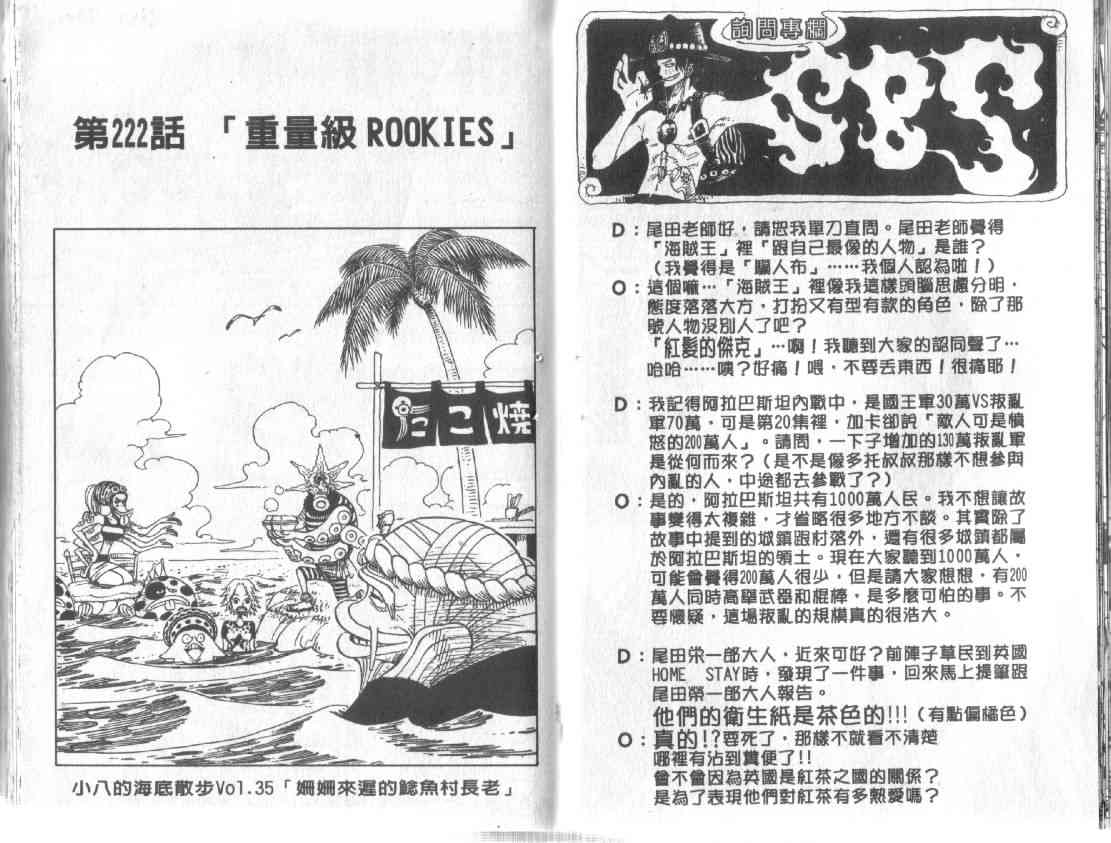 詢問專欄
SBS
D：尾田老師好，請恕我單刀直問。尾田老師覺得
「海賊王」裡「跟自己最像的人物」是誰？
（我覺得是「騙人布」……我個人認為啦！）
O：這個嘛…「海賊王」裡像我這樣頭腦思慮分明，
態度落落大方，打扮又有型有款的角色，除了那
號人物沒別人了吧？
「紅髮的傑克」…啊！我聽到大家的認同聲了…
哈哈……咦？好痛！喂，不要丟東西！很痛耶！
D：我記得阿拉巴斯坦內戰中，是國王軍30萬VS叛亂
軍70萬，可是第20集裡，加卡卻說「敵人可是憤
怒的200萬人」。請問，一下子增加的130萬叛亂軍
是從何而來？（是不是像多托叔叔那樣不想參與
內亂的人，中途都去參戰了？）
O：是的，阿拉巴斯坦共有1000萬人民。我不想讓故
事變得太複雜，才省略很多地方不談。其實除了
故事中提到的城鎮跟村落外，還有很多城鎮都屬
於阿拉巴斯坦的領土。現在大家聽到1000萬人，
可能會覺得200萬人很少，但是請大家想想，有200
萬人同時高舉武器和棍棒，是多麼可怕的事。不
要懷疑，這場叛亂的規模真的很浩大。
D：尾田栄一郎大人，近來可好？前陣子草民到英國
HOME STAY時，發現了一件事，回來馬上提筆跟
尾田榮一郎大人報告。
他們的衛生紙是茶色的!!!（有點偏橘色）
O：真的!?要死了，那樣不就看不清楚
哪裡有沾到糞便了!!
會不會因為英國是紅茶之國的關係？
是為了表現他們對紅茶有多熱愛嗎？
第222話 「重量級ROOKIES」
たこ焼
小八的海底散步Vol.35「姍姍來遲的鯰魚村長老」